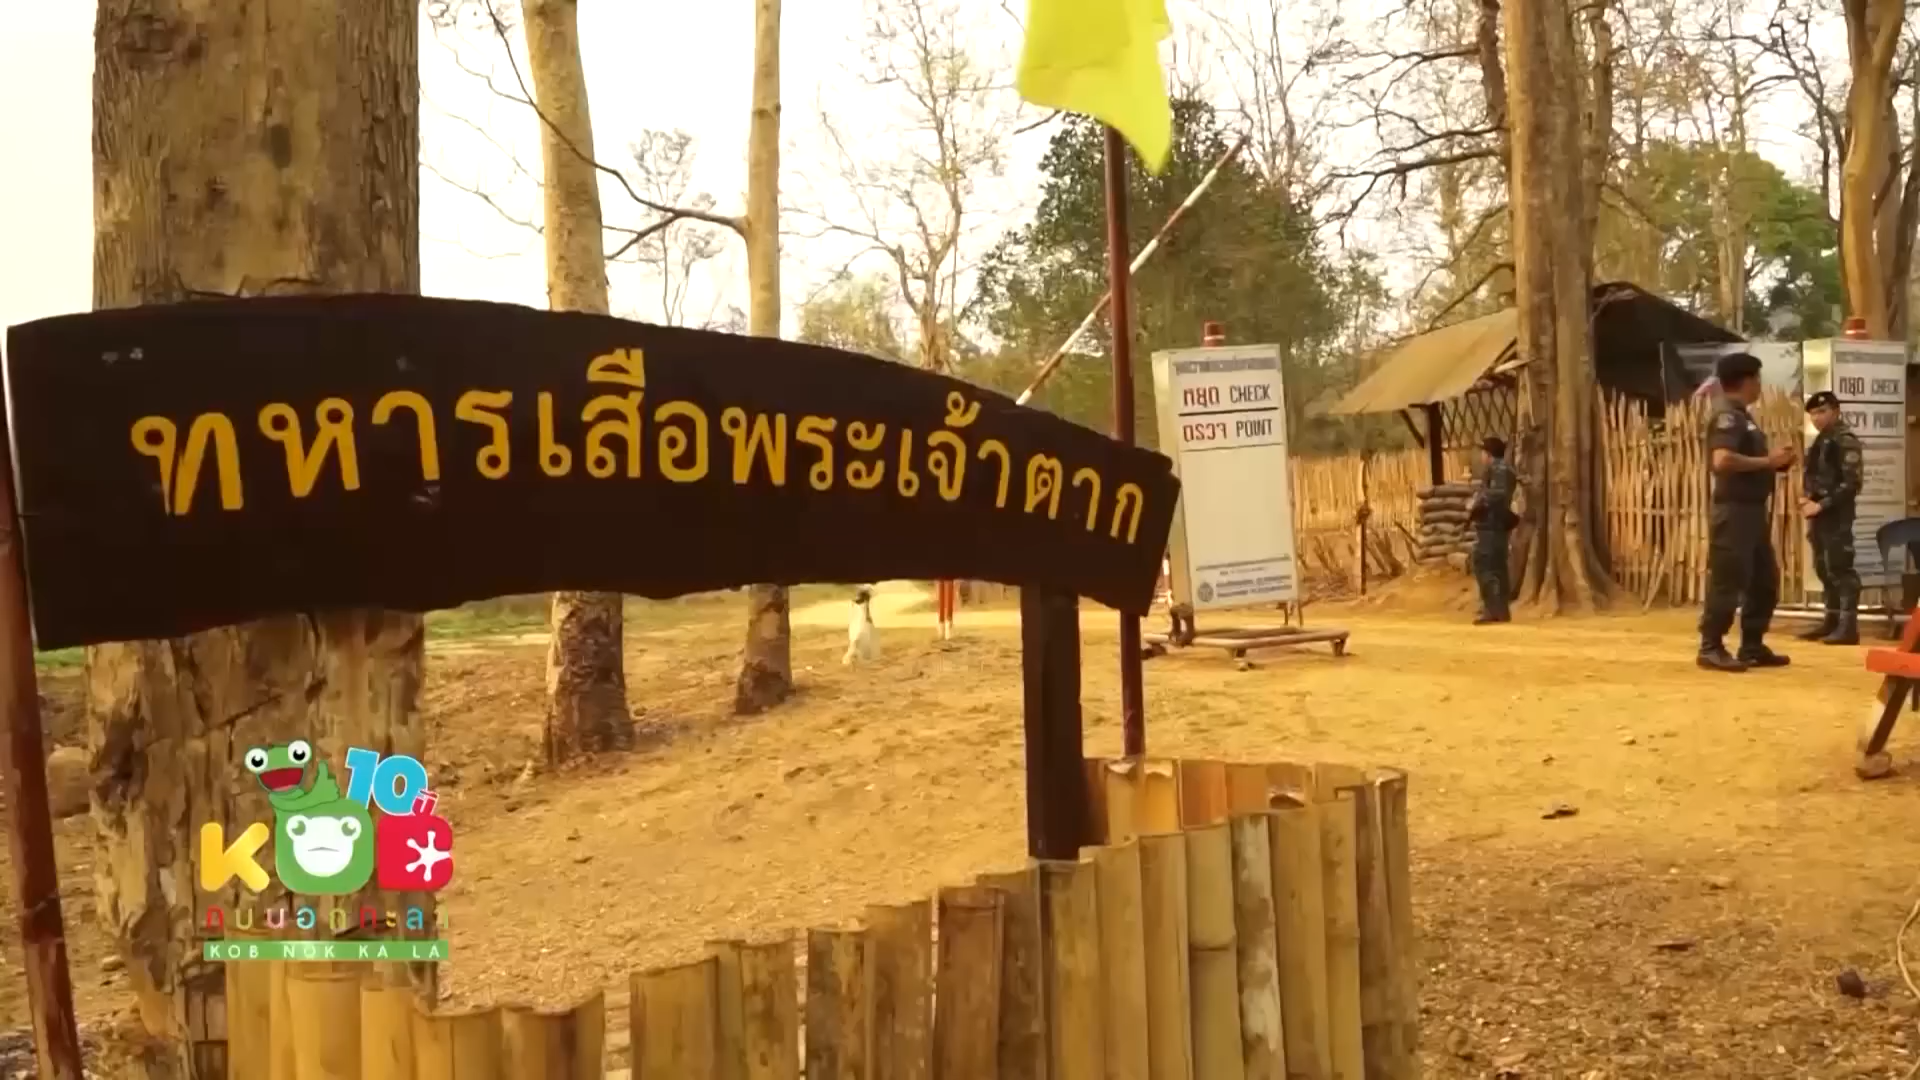 ทหารเสือพระเจ้าตาก
หยุด CHECK
ตรวจ POINT
หยุด CHECK
ตรวจ POINT
10 ปี
KOB
กบนอกกะลา
KOB NOK KA LA